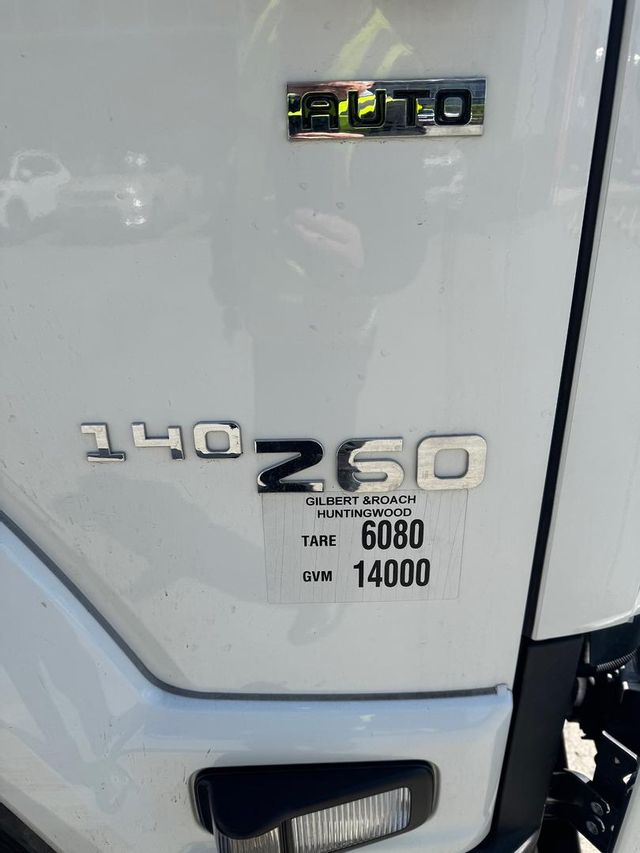 AUTO
140 260
GILBERT &ROACH
HUNTINGWOOD
TARE 6080
GVM 14000